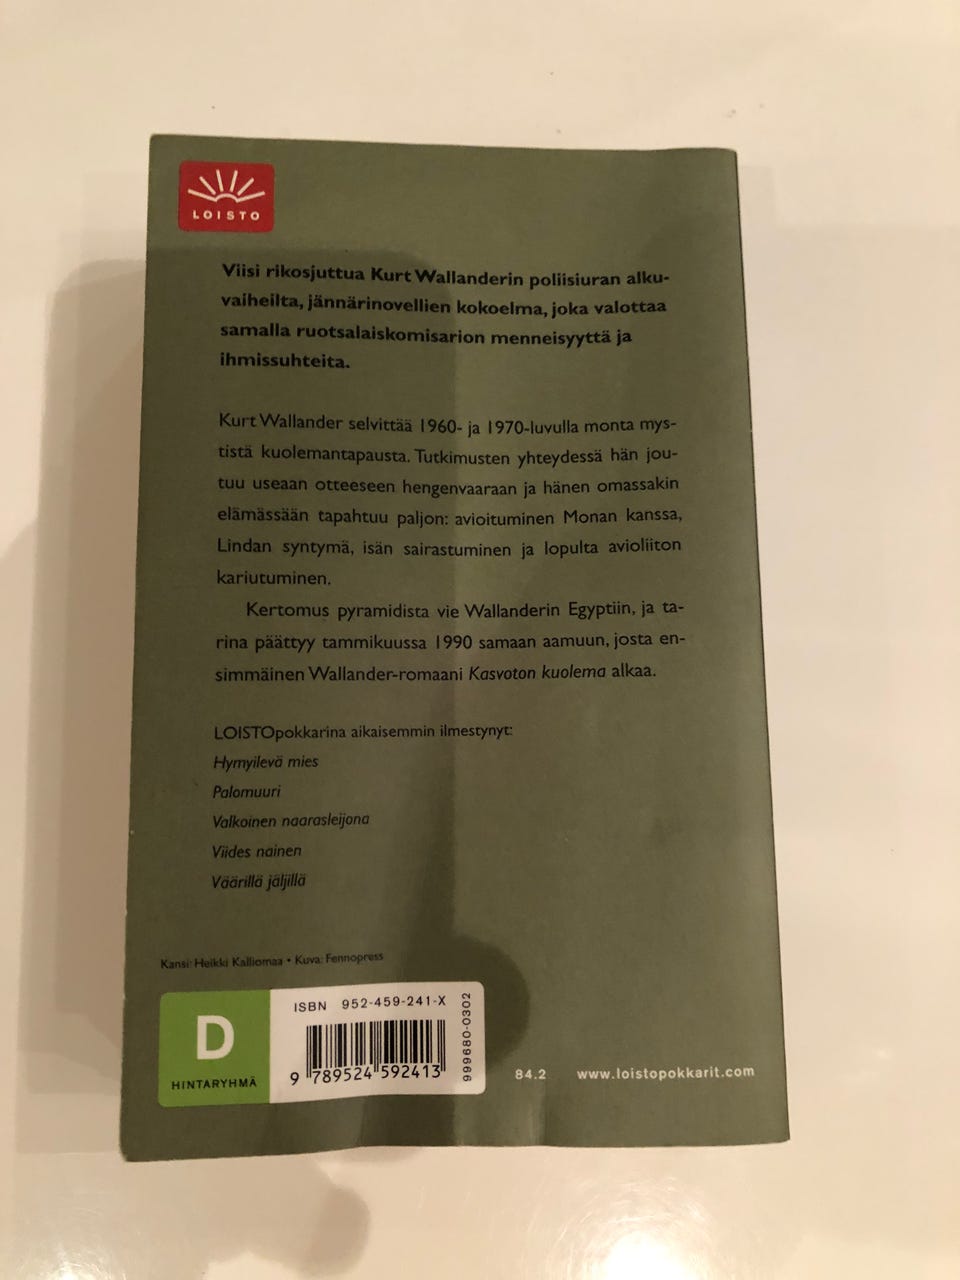 LOISTO
Viisi rikosjuttua Kurt Wallanderin poliisiuran alku-
vaiheilta, jännärinovellien kokoelma, joka valottaa
samalla ruotsalaiskomisarion menneisyyttä ja
ihmissuhteita.
Kurt Wallander selvittää 1960- ja 1970-luvulla monta mys-
tistä kuolemantapausta. Tutkimusten yhteydessä hän jou-
tuu useaan otteeseen hengenvaaraan ja hänen omassakin
elämässään tapahtuu paljon: avioituminen Monan kanssa,
Lindan syntymä, isän sairastuminen ja lopulta avioliiton
kariutuminen.
Kertomus pyramidista vie Wallanderin Egyptiin, ja ta-
rina päättyy tammikuussa 1990 samaan aamuun, josta en-
simmäinen Wallander-romaani Kasvoton kuolema alkaa.
LOISTOpokkarina aikaisemmin ilmestynyt:
Hymyilevä mies
Palomuuri
Valkoinen naarasleijona
Viides nainen
Väärillä jäljillä
Kansi: Heikki Kalliomaa • Kuva: Fennopress
D
HINTARYHMÄ
ISBN 952-459-241-X
9 789524 592413
999680-0302
84.2 www.loistopokkarit.com